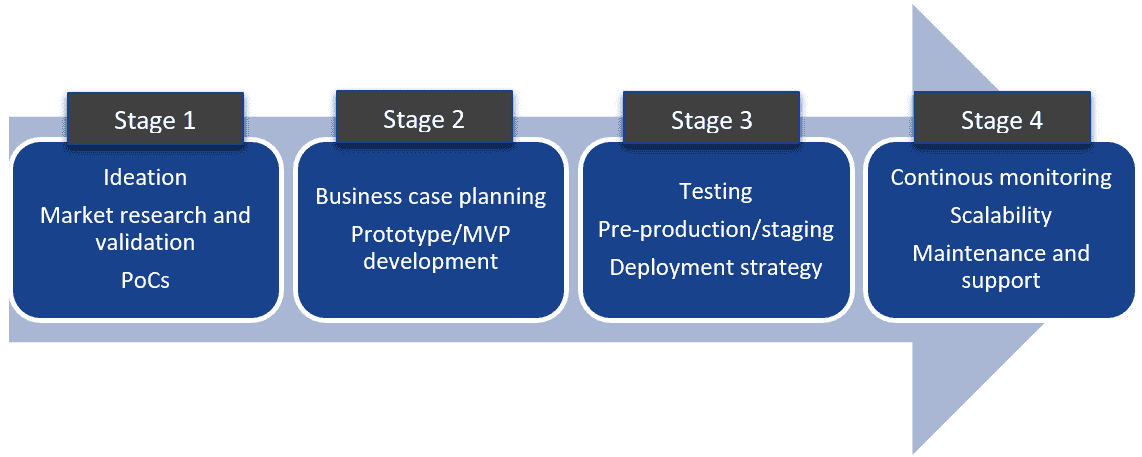 Stage 1
Ideation
Market research and
validation
PoCs
Stage 2
Business case planning
Prototype/MVP
development
Stage 3
Testing
Pre-production/staging
Deployment strategy
Stage 4
Continous monitoring
Scalability
Maintenance and
support